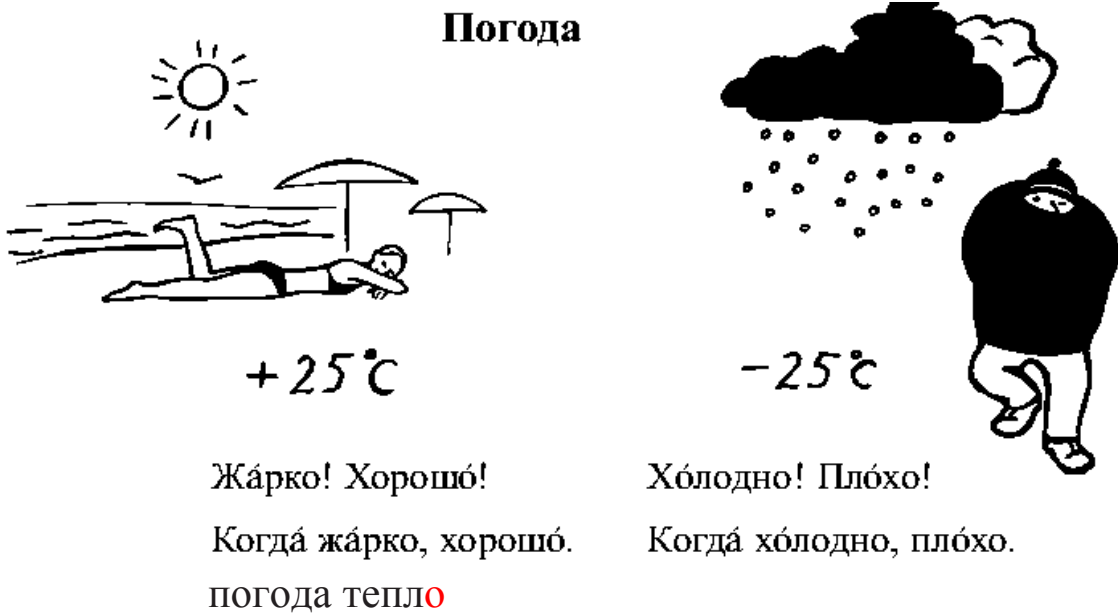 Погода
+25°C
-25°C
Жа́рко! Хорошо́!
Хо́лодно! Пло́хо!
Когда́ жа́рко, хорошо́.
Когда́ хо́лодно, пло́хо.
погода тепло